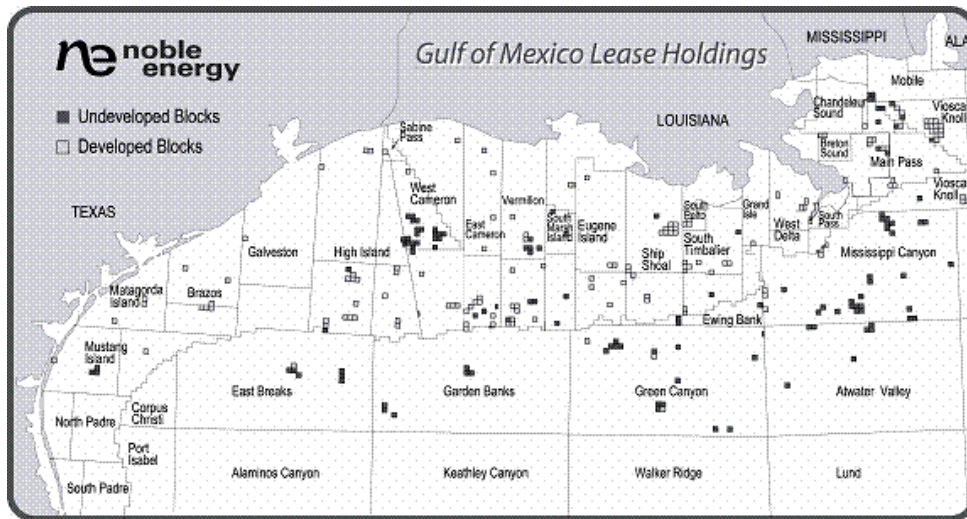 noble
energy
Gulf of Mexico Lease Holdings
Undeveloped Blocks
Developed Blocks
MISSISSIPPI
ALA
LOUISIANA
TEXAS
Mobile
Chandeleur
Sound
Viosca
Knoll
Breton
Sound
Main Pass
Viosca
Knoll
Sabine
Pass
West
Cameron
East
Cameron
Vermilion
South
Marsh
Island
Eugene
Island
Ship
Shoal
South
Pelto
South
Timbalier
Grand
Isle
West
Delta
South
Pass
Mississippi Canyon
Galveston
High Island
Matagorda
Island
Brazos
Ewing Bank
Mustang
Island
East Breaks
Garden Banks
Green Canyon
Atwater Valley
North Padre
Corpus
Christi
Port
Isabel
South Padre
Alaminos Canyon
Keathley Canyon
Walker Ridge
Lund